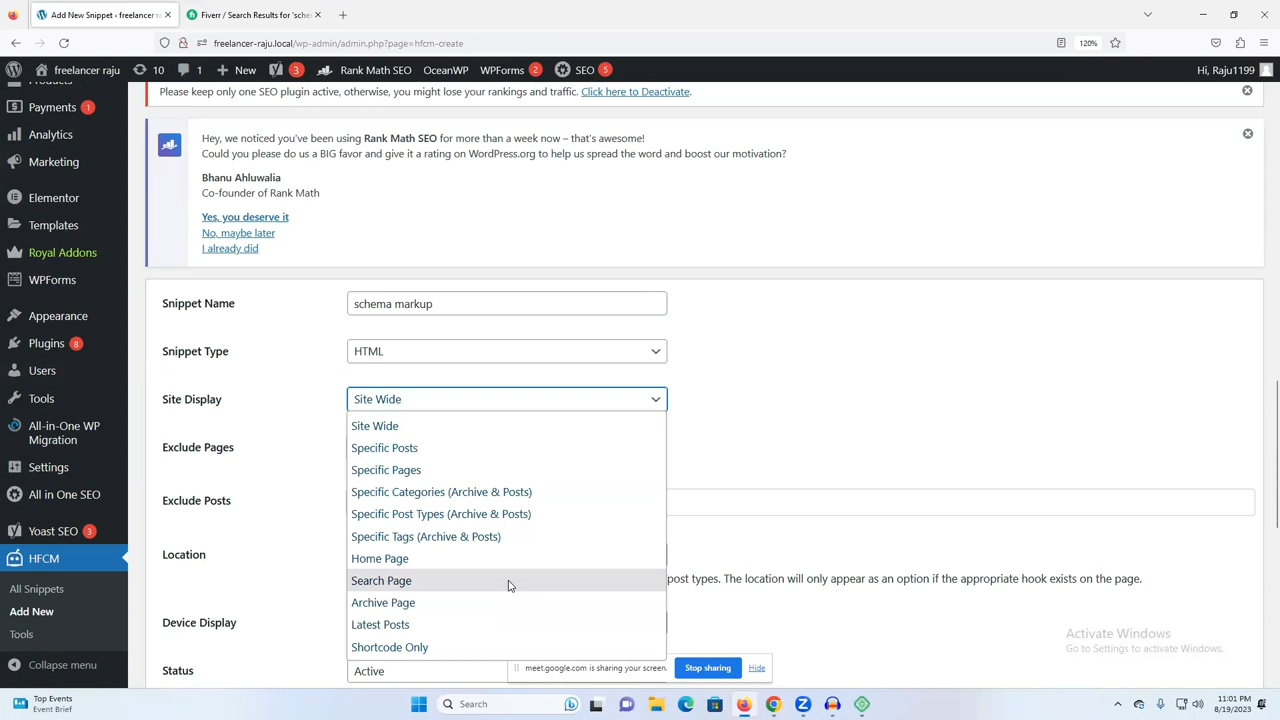 Add New Snippet ‹ freelancer ra
Fiverr / Search Results for 'sche
freelancer-raju.local/wp-admin/admin.php?page=hfcm-create
120%
freelancer raju
10
1
New
3
Rank Math SEO
OceanWP
WPForms
2
SEO
5
Hi, Raju1199
Products
Payments 1
Analytics
Marketing
Elementor
Templates
Royal Addons
WPForms
Appearance
Plugins 8
Users
Tools
All-in-One WP
Migration
Settings
All in One SEO
Yoast SEO 3
HFCM
All Snippets
Add New
Tools
Collapse menu
Please keep only one SEO plugin active, otherwise, you might lose your rankings and traffic. Click here to Deactivate.
Hey, we noticed you've been using Rank Math SEO for more than a week now – that's awesome!
Could you please do us a BIG favor and give it a rating on WordPress.org to help us spread the word and boost our motivation?
Bhanu Ahluwalia
Co-founder of Rank Math
Yes, you deserve it
No, maybe later
I already did
Snippet Name
schema markup
Snippet Type
HTML
Site Display
Site Wide
Site Wide
Specific Posts
Specific Pages
Specific Categories (Archive & Posts)
Specific Post Types (Archive & Posts)
Specific Tags (Archive & Posts)
Home Page
Search Page
Archive Page
Latest Posts
Shortcode Only
Exclude Pages
Exclude Posts
Location
post types. The location will only appear as an option if the appropriate hook exists on the page.
Device Display
Status
Active
Activate Windows
Go to Settings to activate Windows.
meet.google.com is sharing your screen.
Stop sharing
Hide
Top Events
Event Brief
Search
11:01 PM
8/19/2023